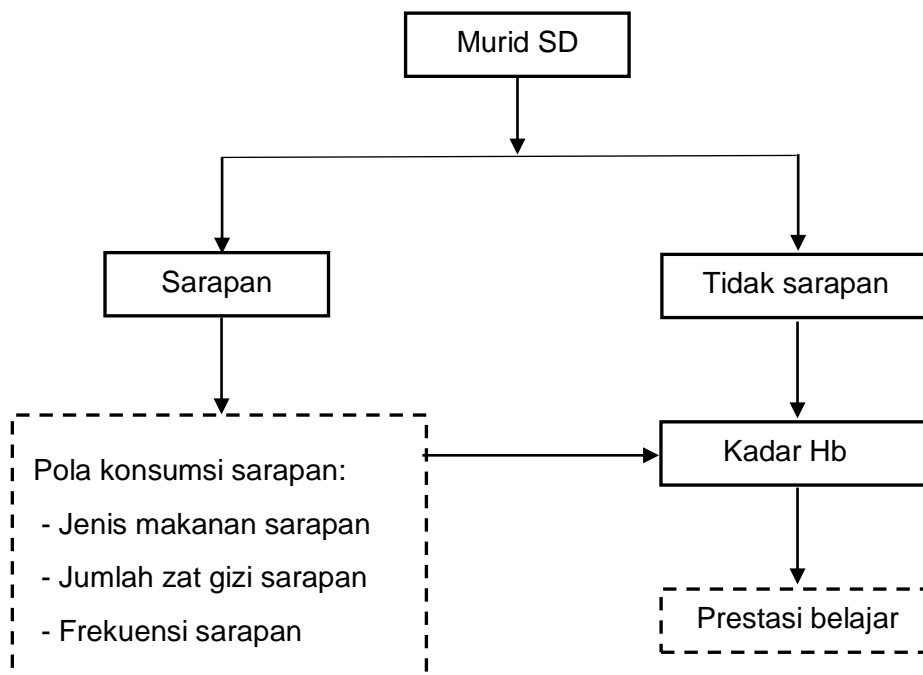 Murid SD
Sarapan
Tidak sarapan
Pola konsumsi sarapan:
- Jenis makanan sarapan
- Jumlah zat gizi sarapan
- Frekuensi sarapan
Kadar Hb
Prestasi belajar